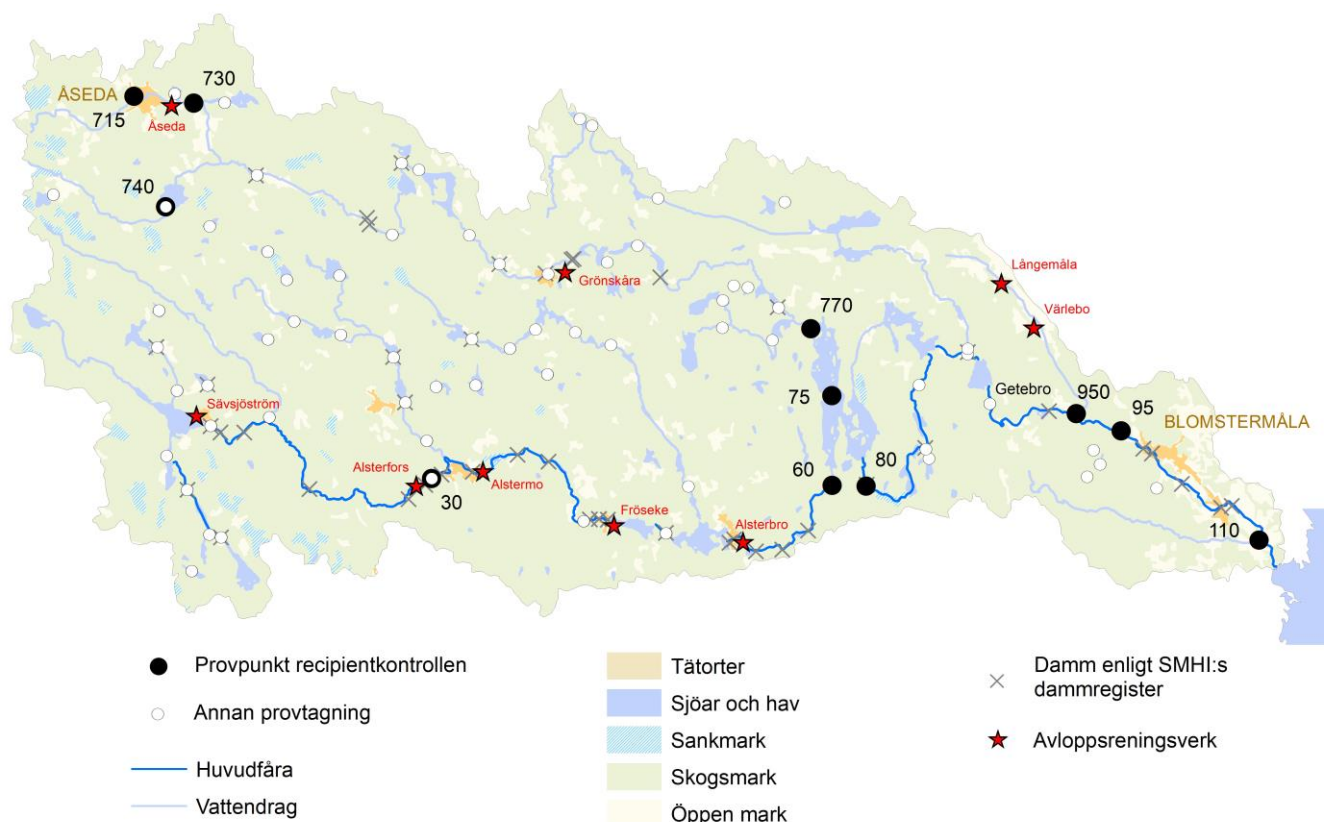 730
ÅSEDA
715
Åseda
740
Grönskåra
Långemåla
770
Värlebo
75
Getebro
950
95
BLOMSTERMÅLA
Sävsjöström
Alsterfors
30
Alstermo
60
80
Fröseke
Alsterbro
110
Provpunkt recipientkontrollen
Annan provtagning
Huvudfåra
Vattendrag
Tätorter
Sjöar och hav
Sankmark
Skogsmark
Öppen mark
Damm enligt SMHI:s
dammregister
Avloppsreningsverk